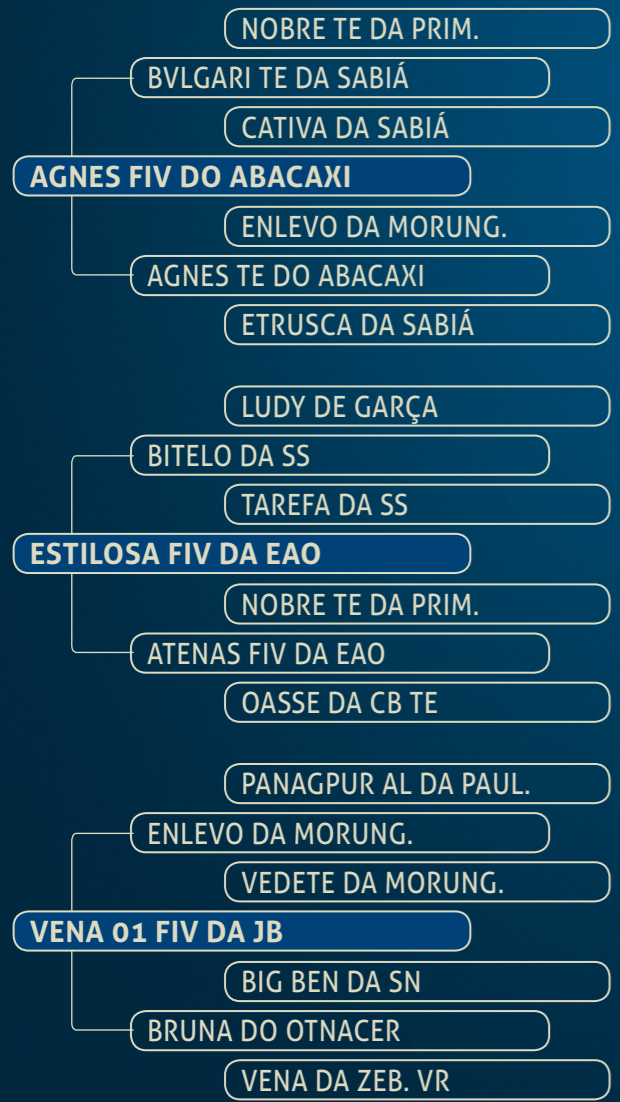 NOBRE TE DA PRIM.
BVLGARI TE DA SABIÁ
CATIVA DA SABIÁ
AGNES FIV DO ABACAXI
ENLEVO DA MORUNG.
AGNES TE DO ABACAXI
ETRUSCA DA SABIÁ
LUDY DE GARÇA
BITELO DA SS
TAREFA DA SS
ESTILOSA FIV DA EAO
NOBRE TE DA PRIM.
ATENAS FIV DA EAO
OASSE DA CB TE
PANAGPUR AL DA PAUL.
ENLEVO DA MORUNG.
VEDETE DA MORUNG.
VENA 01 FIV DA JB
BIG BEN DA SN
BRUNA DO OTNACER
VENA DA ZEB. VR